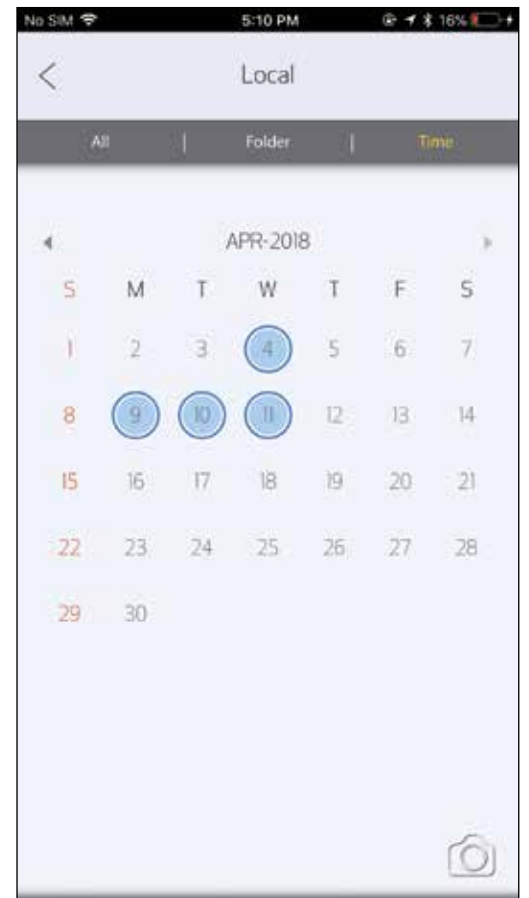 No SIM 5:10 PM 16%
Local
All | Folder | Time
APR-2018
S M T W T F S
1 2 3 4 5 6 7
8 9 10 11 12 13 14
15 16 17 18 19 20 21
22 23 24 25 26 27 28
29 30